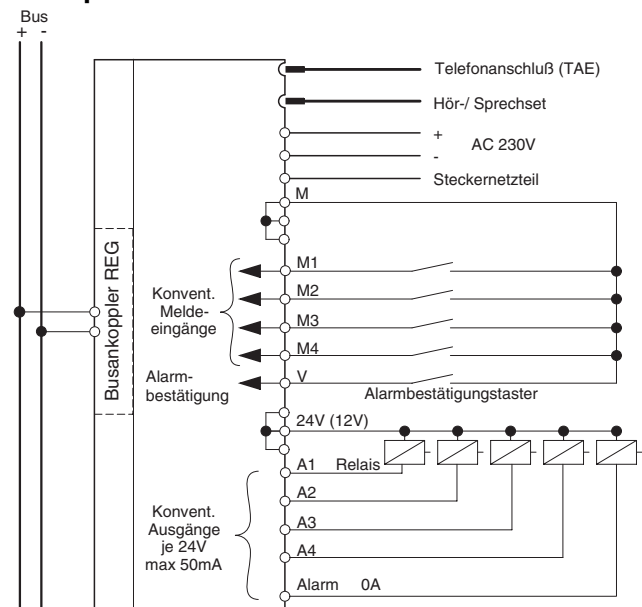 Bus
+ -
Telefonanschluß (TAE)
Hör-/ Sprechset
+
AC 230V
-
Steckernetzteil
M
Busankoppler REG
Konvent.
Melde-
eingänge
M1
M2
M3
M4
Alarm-
bestätigung
V
Alarmbestätigungstaster
24V (12V)
A1 Relais
A2
A3
A4
Konvent.
Ausgänge
je 24V
max 50mA
Alarm 0A